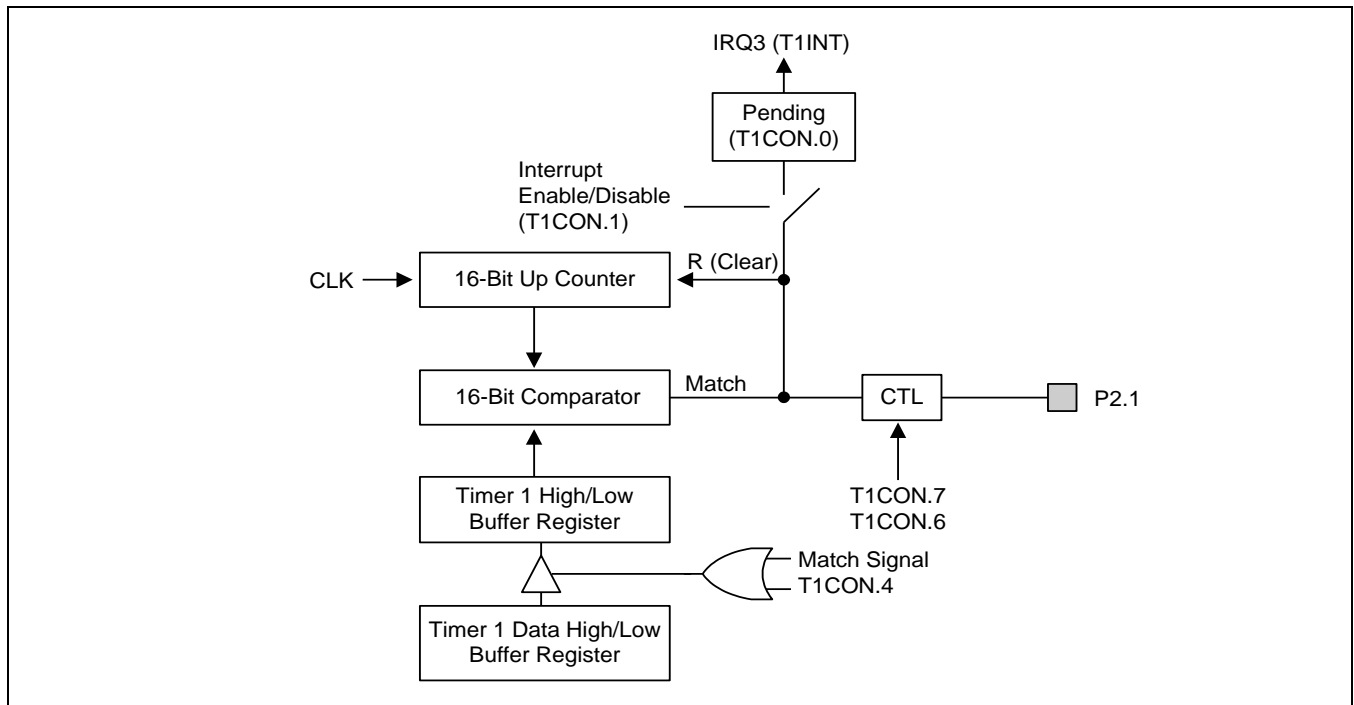 IRQ3 (T1INT)
Pending
(T1CON.0)
Interrupt
Enable/Disable
(T1CON.1)
R (Clear)
CLK
16-Bit Up Counter
16-Bit Comparator
Match
CTL
P2.1
Timer 1 High/Low
Buffer Register
T1CON.7
T1CON.6
Match Signal
T1CON.4
Timer 1 Data High/Low
Buffer Register